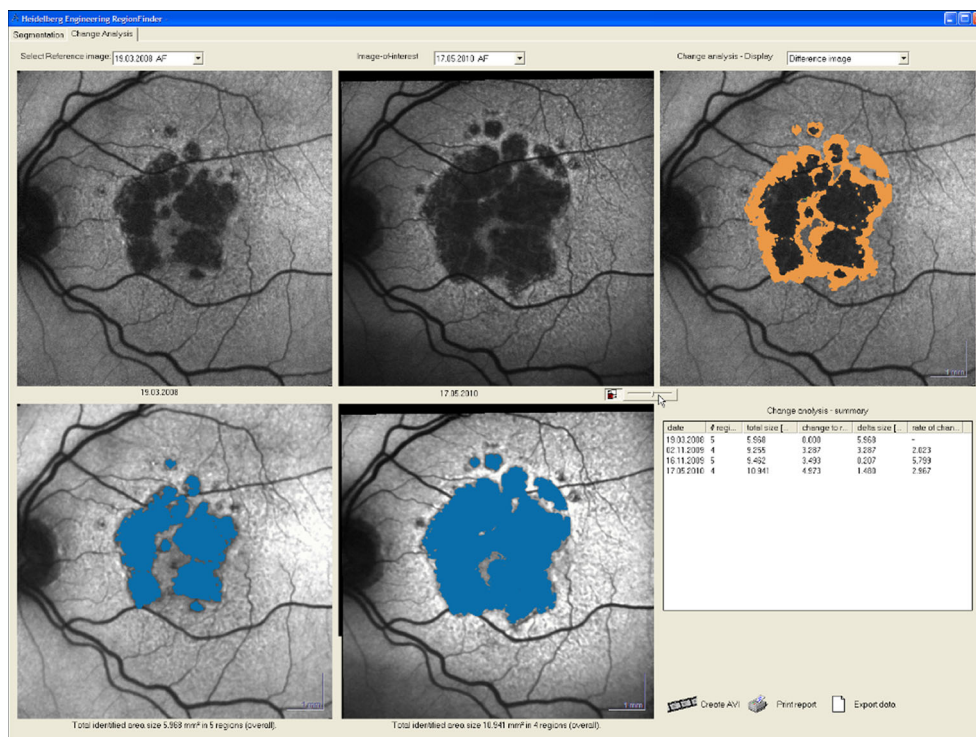 Heidelberg Engineering RegionFinder -
Segmentation Change Analysis
Select Reference image: 19.03.2008 AF
Image-of-interest 17.05.2010 AF
Change analysis - Display Difference image
1 mm
19.03.2008
17.05.2010
Change analysis - summary
date # regi... total size [... change to r... delta size [... rate of chan...
19.03.2008 5 5.968 0.000 5.968 -
02.11.2009 4 9.255 3.287 3.287 2.023
16.11.2009 5 9.462 3.493 0.207 5.799
17.05.2010 4 10.941 4.973 1.480 2.967
1 mm
1 mm
Create AVI Print report Export data
Total identified area size 5.968 mm² in 5 regions (overall).
Total identified area size 10.941 mm² in 4 regions (overall).